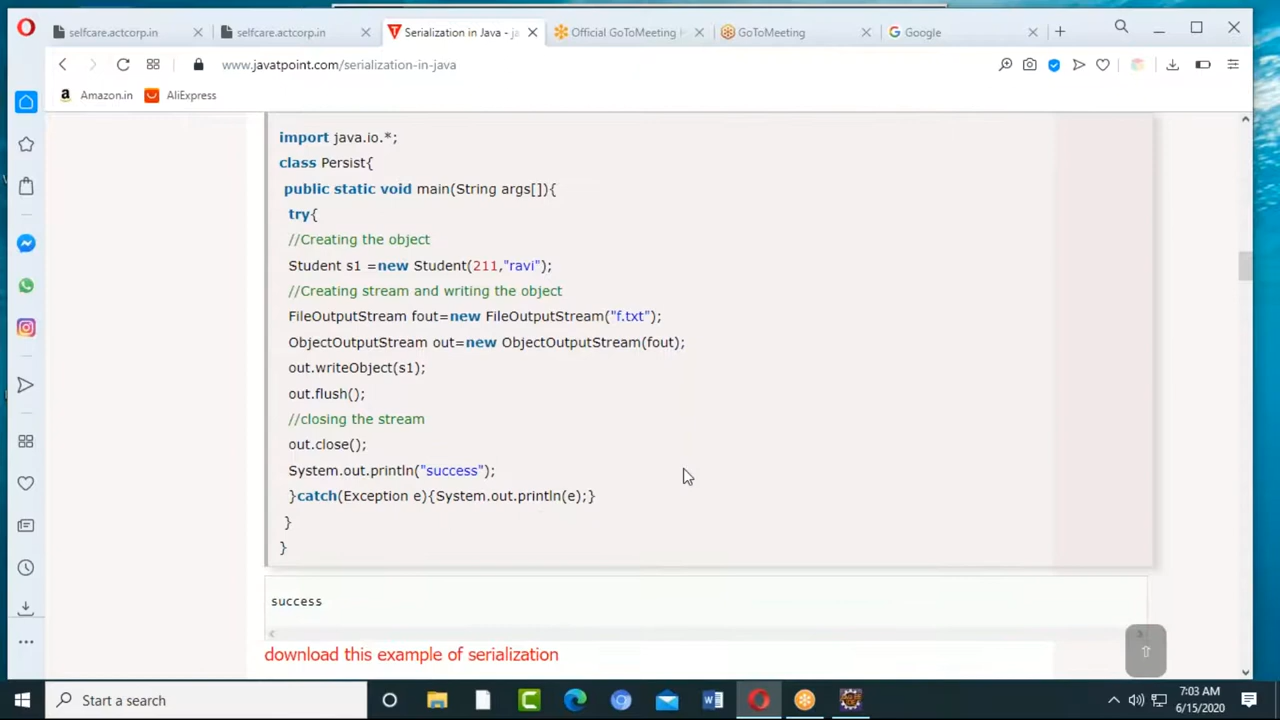 selfcare.actcorp.in
selfcare.actcorp.in
Serialization in Java - ja
Official GoToMeeting
GoToMeeting
Google
www.javatpoint.com/serialization-in-java
a
Amazon.in
AliExpress
import java.io.*;
class Persist{
public static void main(String args[]){
try{
//Creating the object
Student s1 =new Student(211,"ravi");
//Creating stream and writing the object
FileOutputStream fout=new FileOutputStream("f.txt");
ObjectOutputStream out=new ObjectOutputStream(fout);
out.writeObject(s1);
out.flush();
//closing the stream
out.close();
System.out.println("success");
}catch(Exception e){System.out.println(e);}
}
}
success
download this example of serialization
Start a search
7:03 AM
6/15/2020